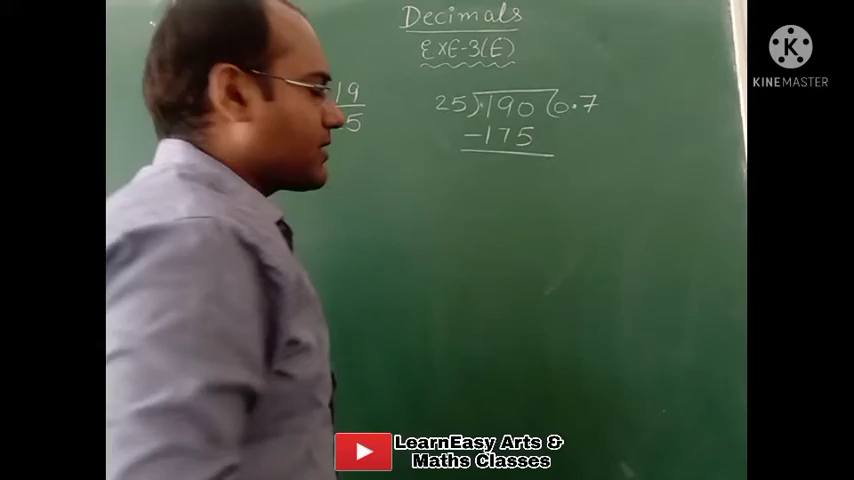 Decimals
EXE-3(E)
19
5
25)190(0.7
-175
K
KINEMASTER
LearnEasy Arts &
Maths Classes